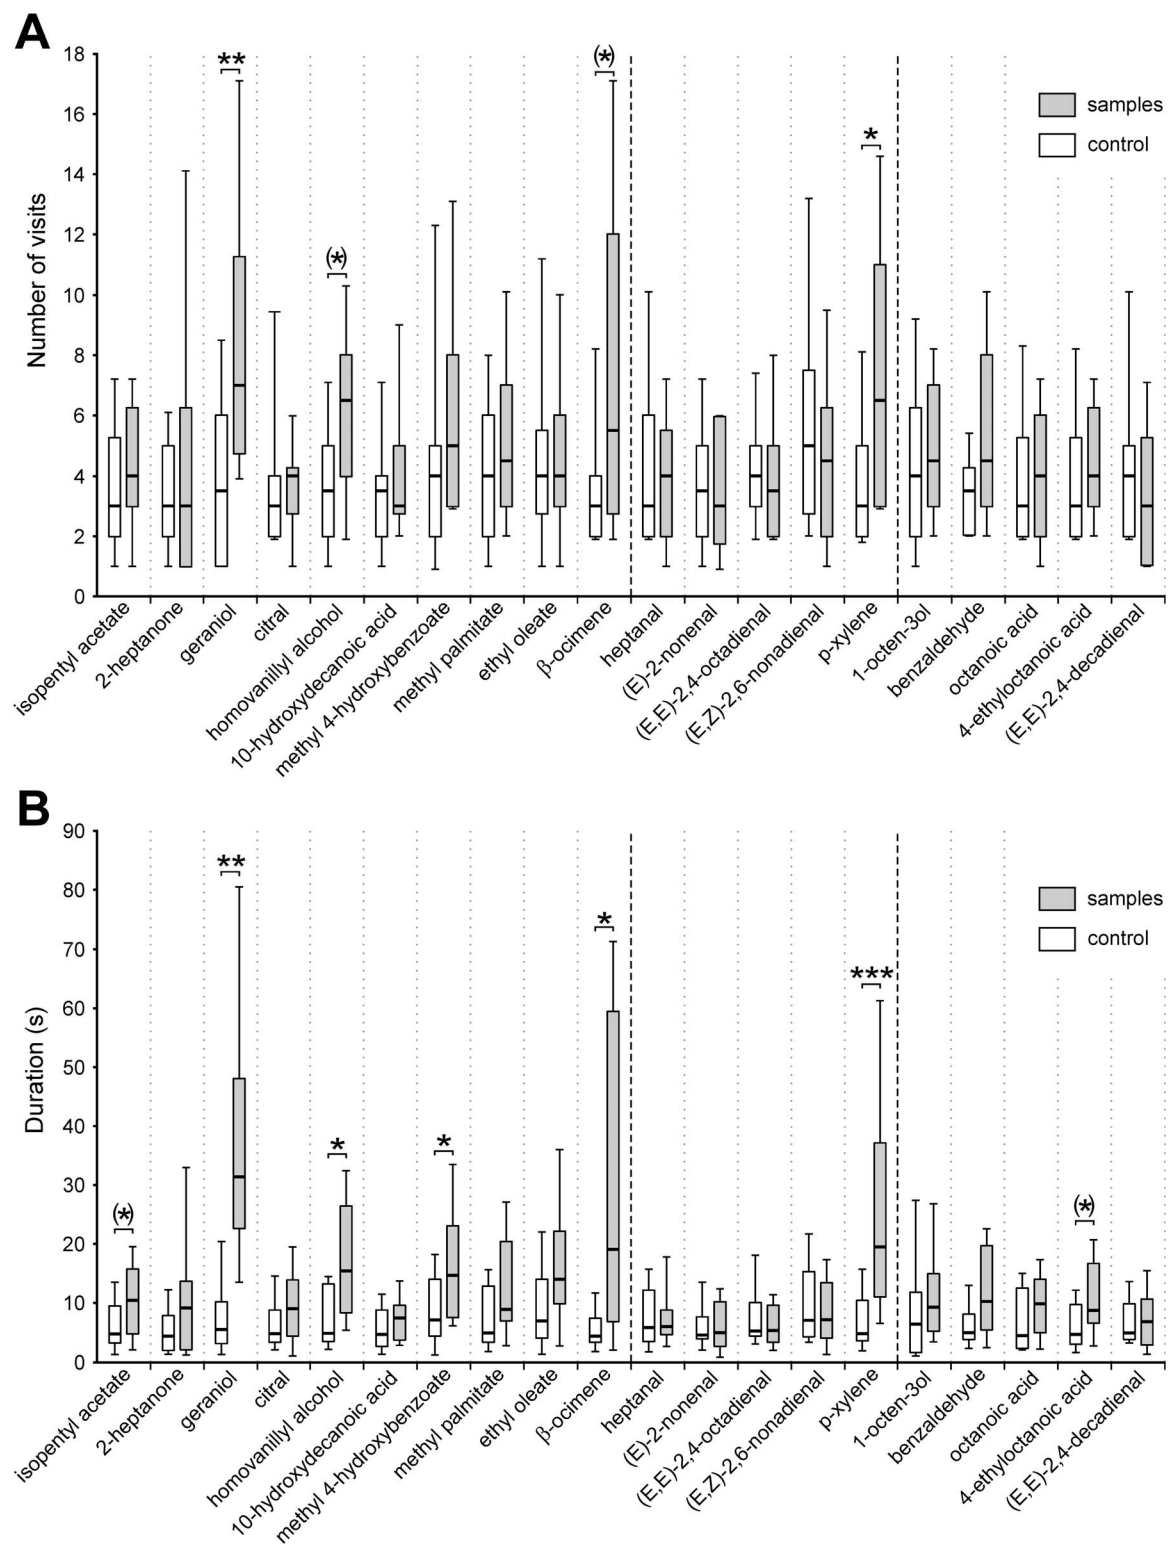 A
18
16
14
12
10
8
6
4
2
0
Number of visits
**
(*)
(*)
*
samples
control
isopentyl acetate
2-heptanone
geraniol
citral
homovanillyl alcohol
10-hydroxydecanoic acid
methyl 4-hydroxybenzoate
methyl palmitate
ethyl oleate
β-ocimene
heptanal
(E)-2-nonenal
(E,E)-2,4-octadienal
(E,Z)-2,6-nonadienal
p-xylene
1-octen-3ol
benzaldehyde
octanoic acid
4-ethyloctanoic acid
(E,E)-2,4-decadienal
B
90
80
70
60
50
40
30
20
10
0
Duration (s)
(*)
**
*
*
*
***
(*)
samples
control
isopentyl acetate
2-heptanone
geraniol
citral
homovanillyl alcohol
10-hydroxydecanoic acid
methyl 4-hydroxybenzoate
methyl palmitate
ethyl oleate
β-ocimene
heptanal
(E)-2-nonenal
(E,E)-2,4-octadienal
(E,Z)-2,6-nonadienal
p-xylene
1-octen-3ol
benzaldehyde
octanoic acid
4-ethyloctanoic acid
(E,E)-2,4-decadienal